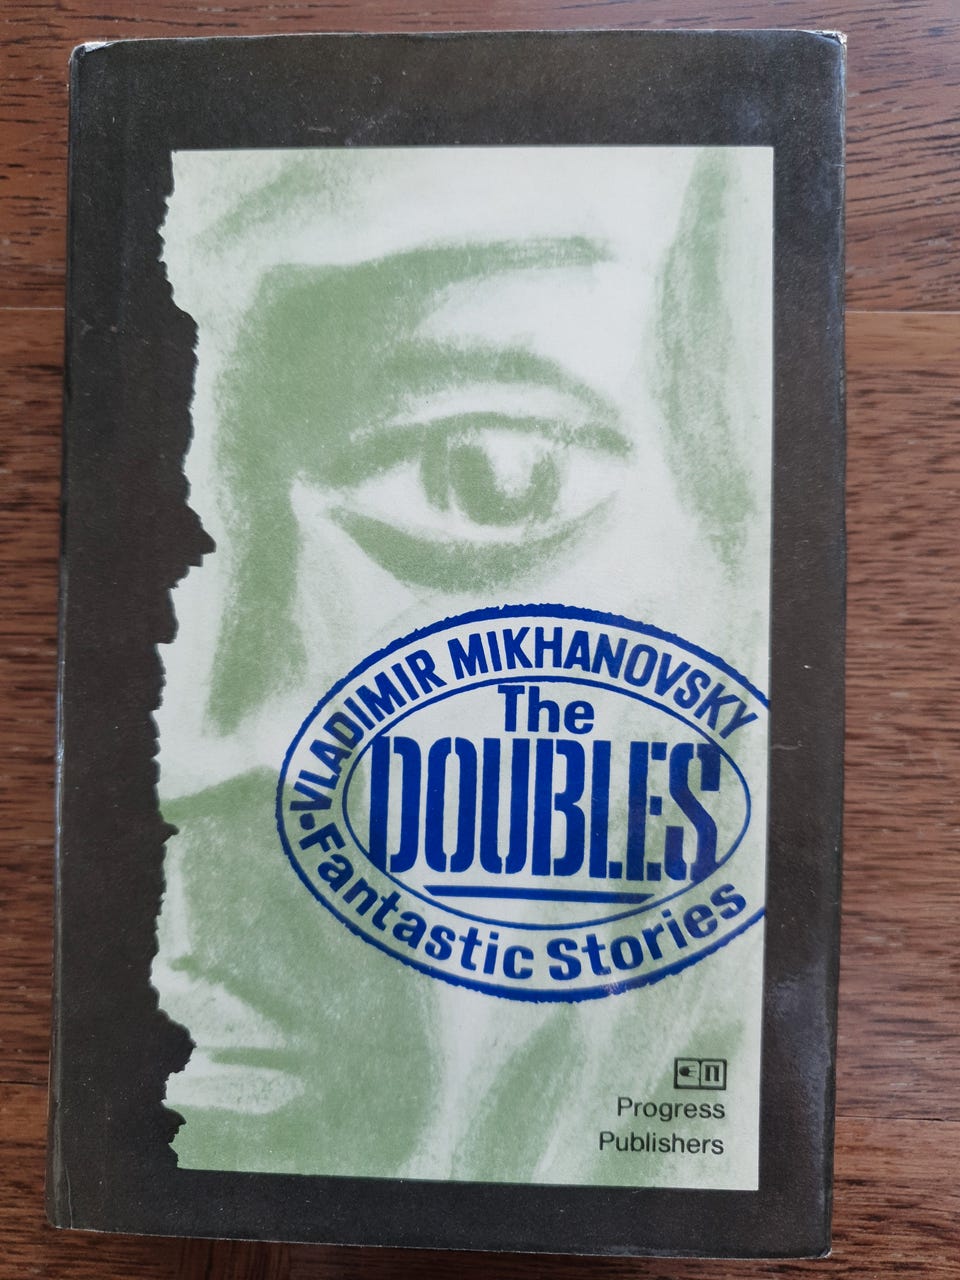 VLADIMIR MIKHANOVSKY
The
DOUBLES
• Fantastic Stories
Progress
Publishers